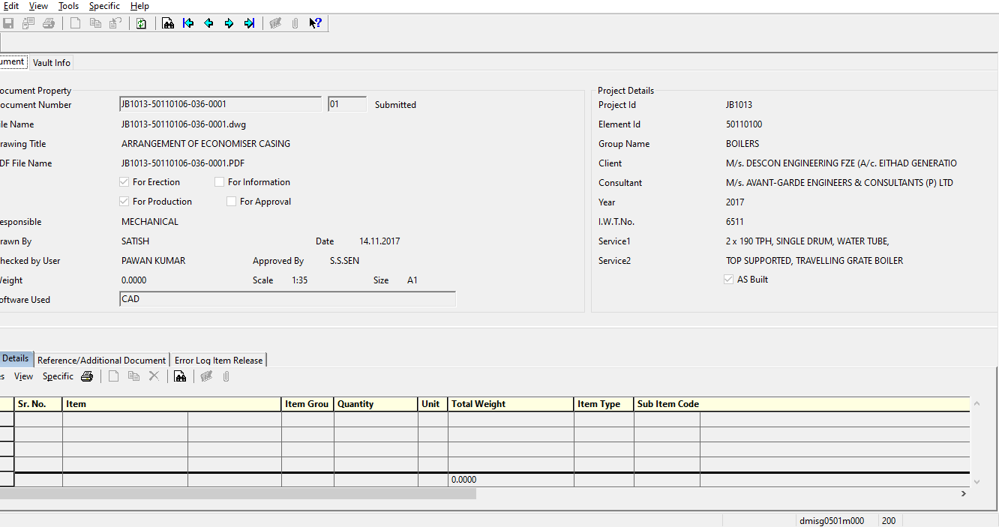 Edit View Tools Specific Help
ument Vault Info
ocument Property
ocument Number JB1013-50110106-036-0001 01 Submitted
ile Name JB1013-50110106-036-0001.dwg
rawing Title ARRANGEMENT OF ECONOMISER CASING
DF File Name JB1013-50110106-036-0001.PDF
For Erection For Information
For Production For Approval
esponsible MECHANICAL
rawn By SATISH Date 14.11.2017
hecked by User PAWAN KUMAR Approved By S.S.SEN
Veight 0.0000 Scale 1:35 Size A1
oftware Used CAD
Project Details
Project Id JB1013
Element Id 50110100
Group Name BOILERS
Client M/s. DESCON ENGINEERING FZE (A/c. EITHAD GENERATIO
Consultant M/s. AVANT-GARDE ENGINEERS & CONSULTANTS (P) LTD
Year 2017
I.W.T.No. 6511
Service1 2 x 190 TPH, SINGLE DRUM, WATER TUBE,
Service2 TOP SUPPORTED, TRAVELLING GRATE BOILER
AS Built
Details Reference/Additional Document Error Log Item Release
es View Specific
Sr. No. Item Item Grou Quantity Unit Total Weight Item Type Sub Item Code
0.0000
dmisg0501m000 200